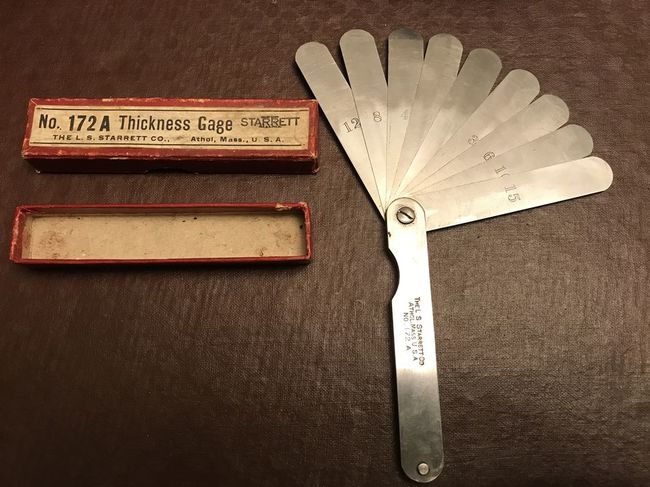 No. 172A Thickness Gage STARRETT
THE L. S. STARRETT CO., Athol, Mass., U. S. A.
12
8
4
3
6
15
THE L S STARRETT CO
ATHOL MASS U S A
NO. 172 A